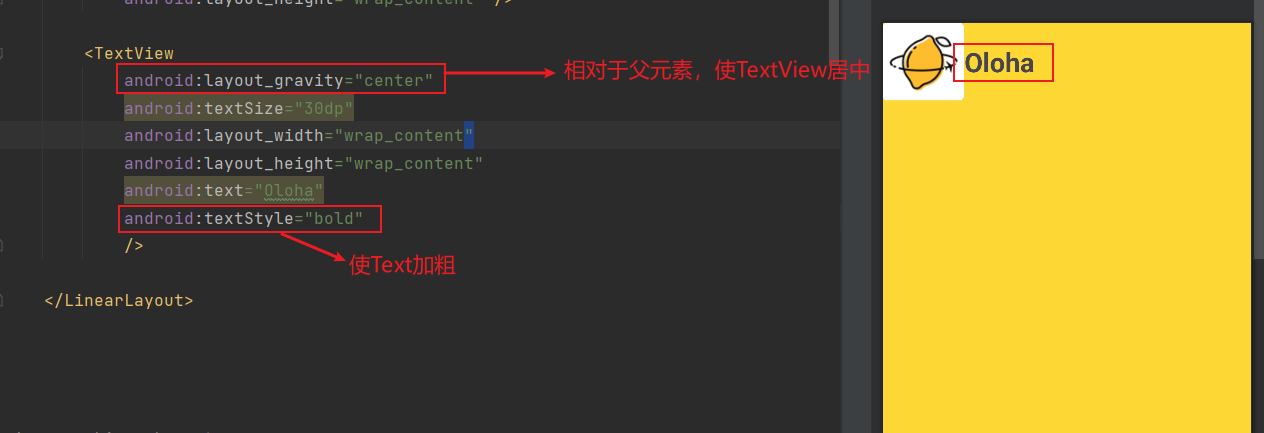 android:layout_height="wrap_content" />
<TextView
android:layout_gravity="center"
相对于父元素，使TextView居中
Oloha
android:textSize="30dp"
android:layout_width="wrap_content"
android:layout_height="wrap_content"
android:text="Oloha"
android:textStyle="bold"
/>
使Text加粗
</LinearLayout>